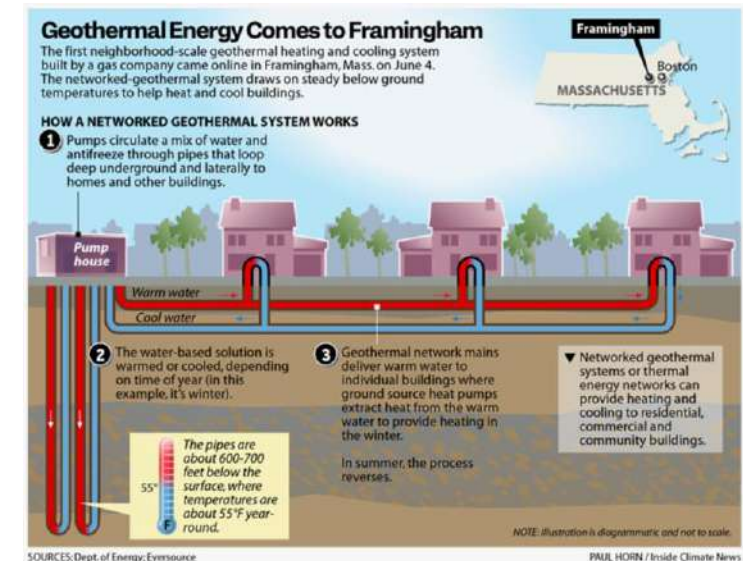 Geothermal Energy Comes to Framingham
The first neighborhood-scale geothermal heating and cooling system
built by a gas company came online in Framingham, Mass. on June 4.
The networked-geothermal system draws on steady below ground
temperatures to help heat and cool buildings.
Framingham
Boston
MASSACHUSETTS
HOW A NETWORKED GEOTHERMAL SYSTEM WORKS
1 Pumps circulate a mix of water and
antifreeze through pipes that loop
deep underground and laterally to
homes and other buildings.
Pump
house
Warm water
Cool water
2 The water-based solution is
warmed or cooled, depending
on time of year (in this
example, it's winter).
3 Geothermal network mains
deliver warm water to
individual buildings where
ground source heat pumps
extract heat from the warm
water to provide heating in
the winter.
In summer, the process
reverses.
▼ Networked geothermal
systems or thermal
energy networks can
provide heating and
cooling to residential,
commercial and
community buildings.
The pipes are
about 600-700
feet below the
surface, where
temperatures are
about 55°F year-
round.
55°
F
NOTE: Illustration is diagrammatic and not to scale.
SOURCES: Dept. of Energy; Eversource
PAUL HORN / Inside Climate News